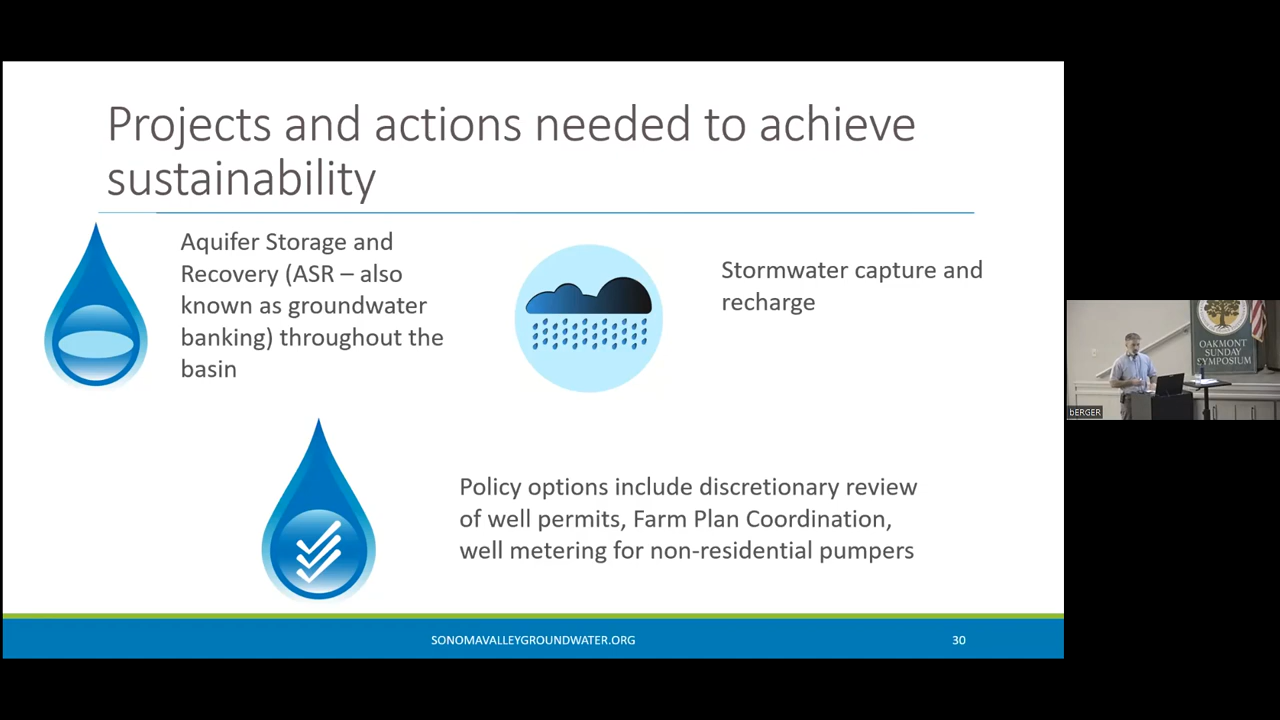 Projects and actions needed to achieve
sustainability
Aquifer Storage and
Recovery (ASR – also
known as groundwater
banking) throughout the
basin
Stormwater capture and
recharge
Policy options include discretionary review
of well permits, Farm Plan Coordination,
well metering for non-residential pumpers
SONOMAVALLEYGROUNDWATER.ORG
30
OAKMONT
SUNDAY
SYMPOSIUM
bERGER